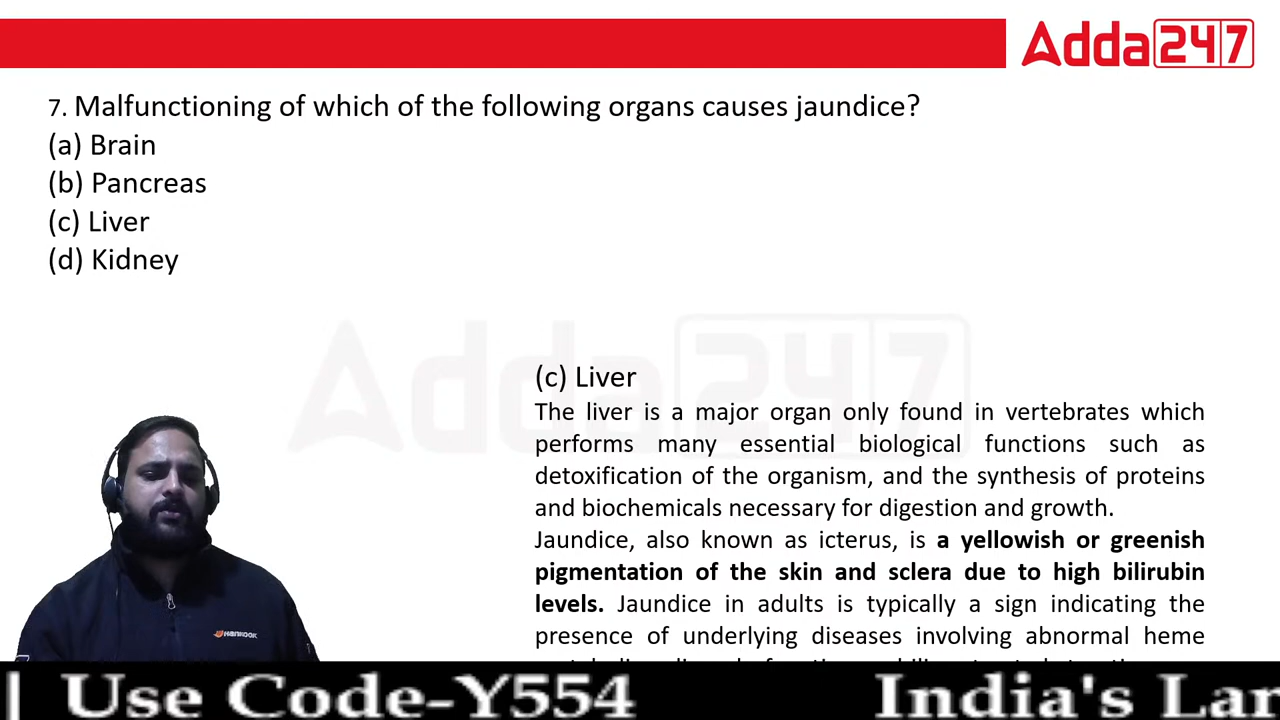 Adda247
7. Malfunctioning of which of the following organs causes jaundice?
(a) Brain
(b) Pancreas
(c) Liver
(d) Kidney
Adda247
(c) Liver
The liver is a major organ only found in vertebrates which
performs many essential biological functions such as
detoxification of the organism, and the synthesis of proteins
and biochemicals necessary for digestion and growth.
Jaundice, also known as icterus, is a yellowish or greenish
pigmentation of the skin and sclera due to high bilirubin
levels. Jaundice in adults is typically a sign indicating the
presence of underlying diseases involving abnormal heme
HANKOOK
| Use Code-Y554 India's Lar